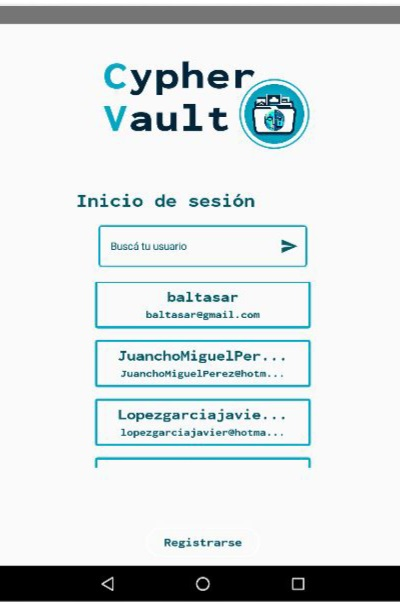 Cypher
Vault
Inicio de sesión
Buscá tu usuario
baltasar
baltasar@gmail.com
JuanchoMiguelPer...
JuanchoMiguelPerez@hotm...
Lopezgarciajavie...
lopezgarciajavier@hotma...
Registrarse